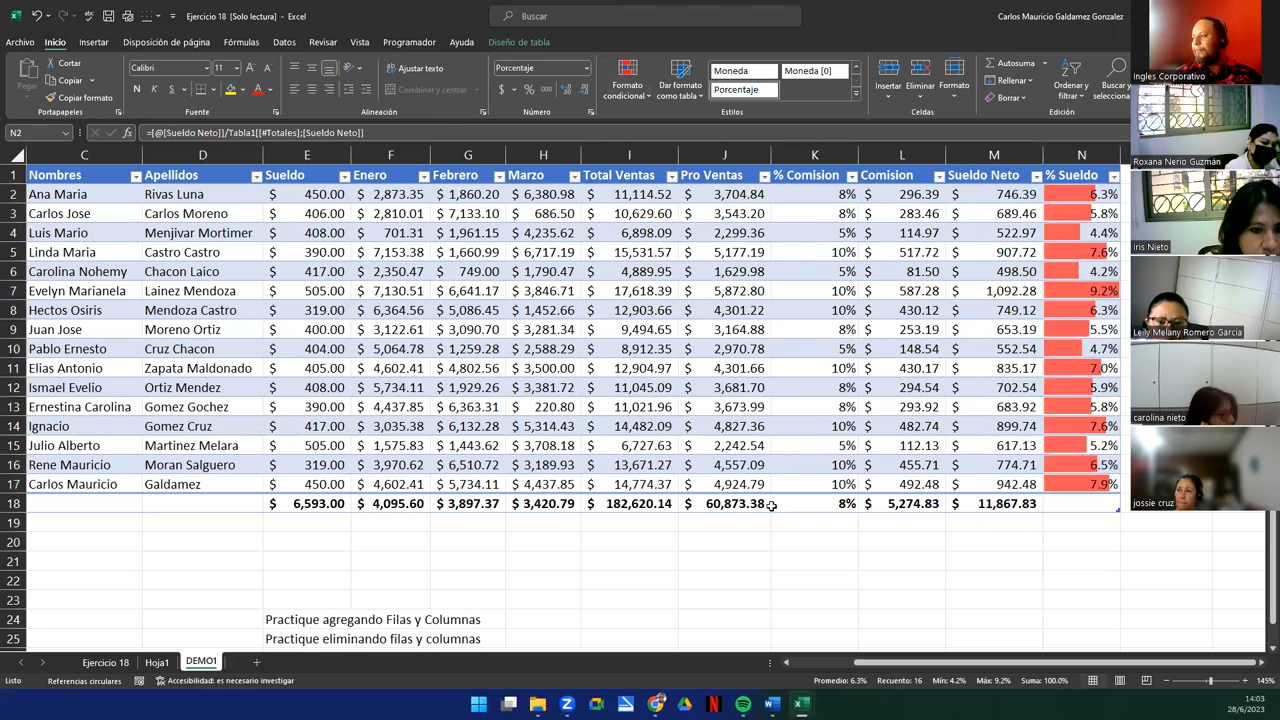 Ejercicio 18 [Solo lectura] - Excel
Buscar
Carlos Mauricio Galdamez Gonzalez
Archivo Inicio Insertar Disposición de página Fórmulas Datos Revisar Vista Programador Ayuda Diseño de tabla
Pegar
Cortar
Copiar
Copiar formato
Portapapeles
Calibri 11
N K S
Fuente
Ajustar texto
Combinar y centrar
Alineación
Porcentaje
Número
Formato condicional
Dar formato como tabla
Moneda Moneda [0]
Porcentaje
Estilos
Insertar Eliminar Formato
Celdas
Autosuma
Rellenar
Borrar
Ordenar y filtrar
Buscar y selecciona
Edición
N2 fx =[@[Sueldo Neto]]/Tabla1[[#Totales];[Sueldo Neto]]
C D E F G H I J K L M N
1 Nombres Apellidos Sueldo Enero Febrero Marzo Total Ventas Pro Ventas % Comision Comision Sueldo Neto % Sueldo
2 Ana Maria Rivas Luna $ 450.00 $ 2,873.35 $ 1,860.20 $ 6,380.98 $ 11,114.52 $ 3,704.84 8% $ 296.39 $ 746.39 6.3%
3 Carlos Jose Carlos Moreno $ 406.00 $ 2,810.01 $ 7,133.10 $ 686.50 $ 10,629.60 $ 3,543.20 8% $ 283.46 $ 689.46 5.8%
4 Luis Mario Menjivar Mortimer $ 408.00 $ 701.31 $ 1,961.15 $ 4,235.62 $ 6,898.09 $ 2,299.36 5% $ 114.97 $ 522.97 4.4%
5 Linda Maria Castro Castro $ 390.00 $ 7,153.38 $ 1,660.99 $ 6,717.19 $ 15,531.57 $ 5,177.19 10% $ 517.72 $ 907.72 7.6%
6 Carolina Nohemy Chacon Laico $ 417.00 $ 2,350.47 $ 749.00 $ 1,790.47 $ 4,889.95 $ 1,629.98 5% $ 81.50 $ 498.50 4.2%
7 Evelyn Marianela Lainez Mendoza $ 505.00 $ 7,130.51 $ 6,641.17 $ 3,846.71 $ 17,618.39 $ 5,872.80 10% $ 587.28 $ 1,092.28 9.2%
8 Hectos Osiris Mendoza Castro $ 319.00 $ 6,364.56 $ 5,086.45 $ 1,452.66 $ 12,903.66 $ 4,301.22 10% $ 430.12 $ 749.12 6.3%
9 Juan Jose Moreno Ortiz $ 400.00 $ 3,122.61 $ 3,090.70 $ 3,281.34 $ 9,494.65 $ 3,164.88 8% $ 253.19 $ 653.19 5.5%
10 Pablo Ernesto Cruz Chacon $ 404.00 $ 5,064.78 $ 1,259.28 $ 2,588.29 $ 8,912.35 $ 2,970.78 5% $ 148.54 $ 552.54 4.7%
11 Elias Antonio Zapata Maldonado $ 405.00 $ 4,602.41 $ 4,802.56 $ 3,500.00 $ 12,904.97 $ 4,301.66 10% $ 430.17 $ 835.17 7.0%
12 Ismael Evelio Ortiz Mendez $ 408.00 $ 5,734.11 $ 1,929.26 $ 3,381.72 $ 11,045.09 $ 3,681.70 8% $ 294.54 $ 702.54 5.9%
13 Ernestina Carolina Gomez Gochez $ 390.00 $ 4,437.85 $ 6,363.31 $ 220.80 $ 11,021.96 $ 3,673.99 8% $ 293.92 $ 683.92 5.8%
14 Ignacio Gomez Cruz $ 417.00 $ 3,035.38 $ 6,132.28 $ 5,314.43 $ 14,482.09 $ 4,827.36 10% $ 482.74 $ 899.74 7.6%
15 Julio Alberto Martinez Melara $ 505.00 $ 1,575.83 $ 1,443.62 $ 3,708.18 $ 6,727.63 $ 2,242.54 5% $ 112.13 $ 617.13 5.2%
16 Rene Mauricio Moran Salguero $ 319.00 $ 3,970.62 $ 6,510.72 $ 3,189.93 $ 13,671.27 $ 4,557.09 10% $ 455.71 $ 774.71 6.5%
17 Carlos Mauricio Galdamez $ 450.00 $ 4,602.41 $ 5,734.11 $ 4,437.85 $ 14,774.37 $ 4,924.79 10% $ 492.48 $ 942.48 7.9%
18 $ 6,593.00 $ 4,095.60 $ 3,897.37 $ 3,420.79 $ 182,620.14 $ 60,873.38 8% $ 5,274.83 $ 11,867.83
19
20
21
22
23
24 Practique agregando Filas y Columnas
25 Practique eliminando filas y columnas
Ejercicio 18 Hoja1 DEMO1
Listo Referencias circulares Accesibilidad: es necesario investigar Promedio: 6.3% Recuento: 16 Mín: 4.2% Máx: 9.2% Suma: 100.0% 145%
14:03
28/6/2023
Ingles Corporativo
Roxana Nerio Guzmán
Iris Nieto
Leily Melany Romero Garcia
carolina nieto
jossie cruz